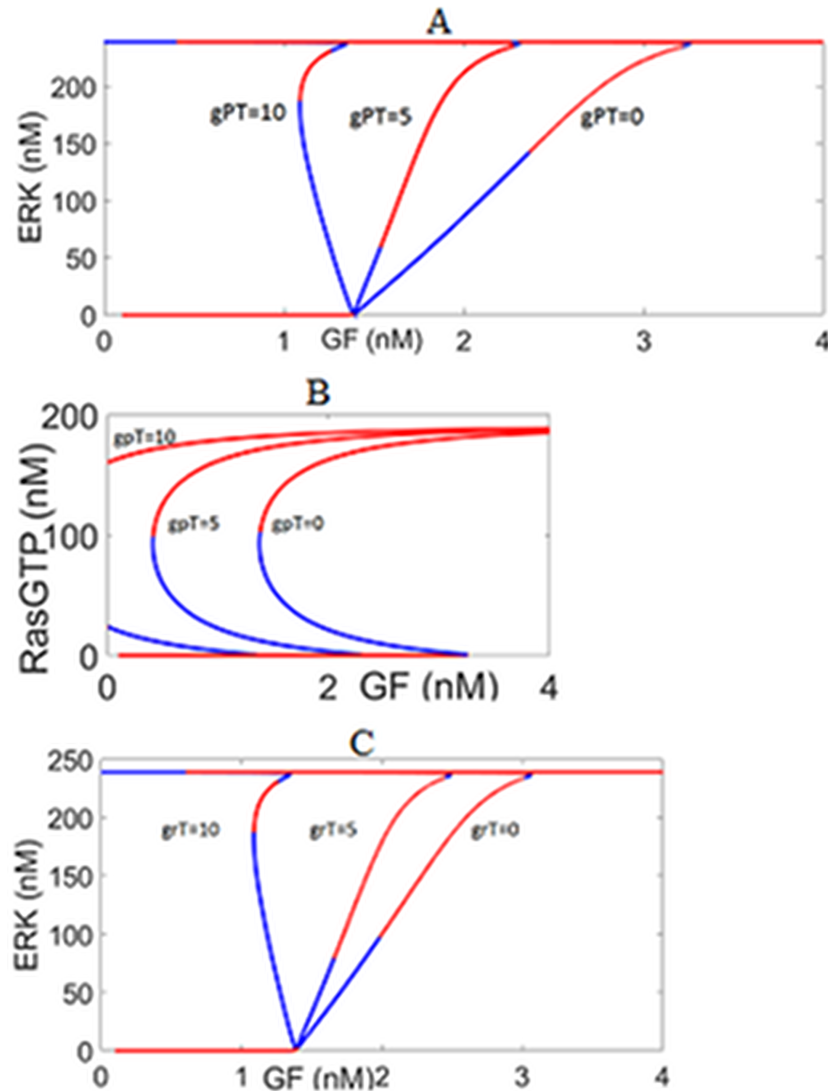 A
ERK (nM)
200
150
100
50
0
gPT=10
gPT=5
gPT=0
0 1 GF (nM) 2 3 4
B
RasGTP (nM)
200
100
0
gpT=10
gpT=5
gpT=0
0 2 GF (nM) 4
C
ERK (nM)
250
200
150
100
50
0
grT=10
grT=5
grT=0
0 1 GF (nM)2 3 4